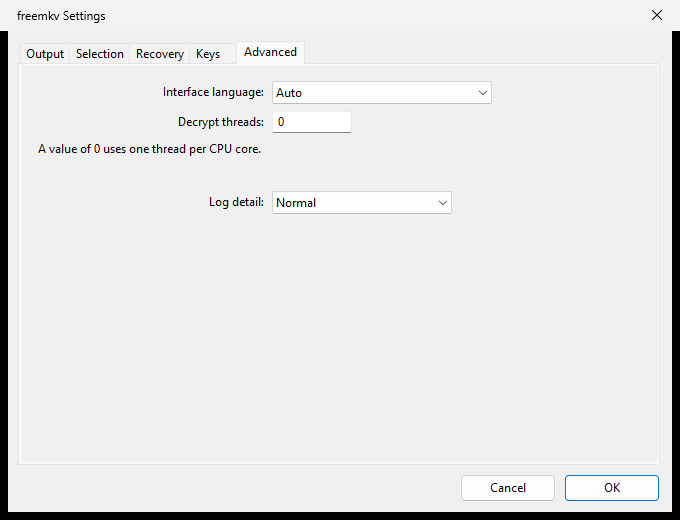 freemkv Settings
Output Selection Recovery Keys Advanced
Interface language: Auto
Decrypt threads: 0
A value of 0 uses one thread per CPU core.
Log detail: Normal
Cancel OK